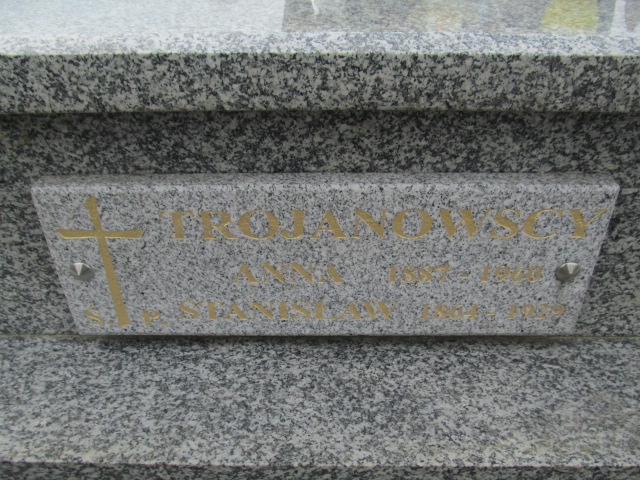 TROJANOWSCY
ANNA 1887 - 1960
Ś. P. STANISŁAW 1864 - 1929